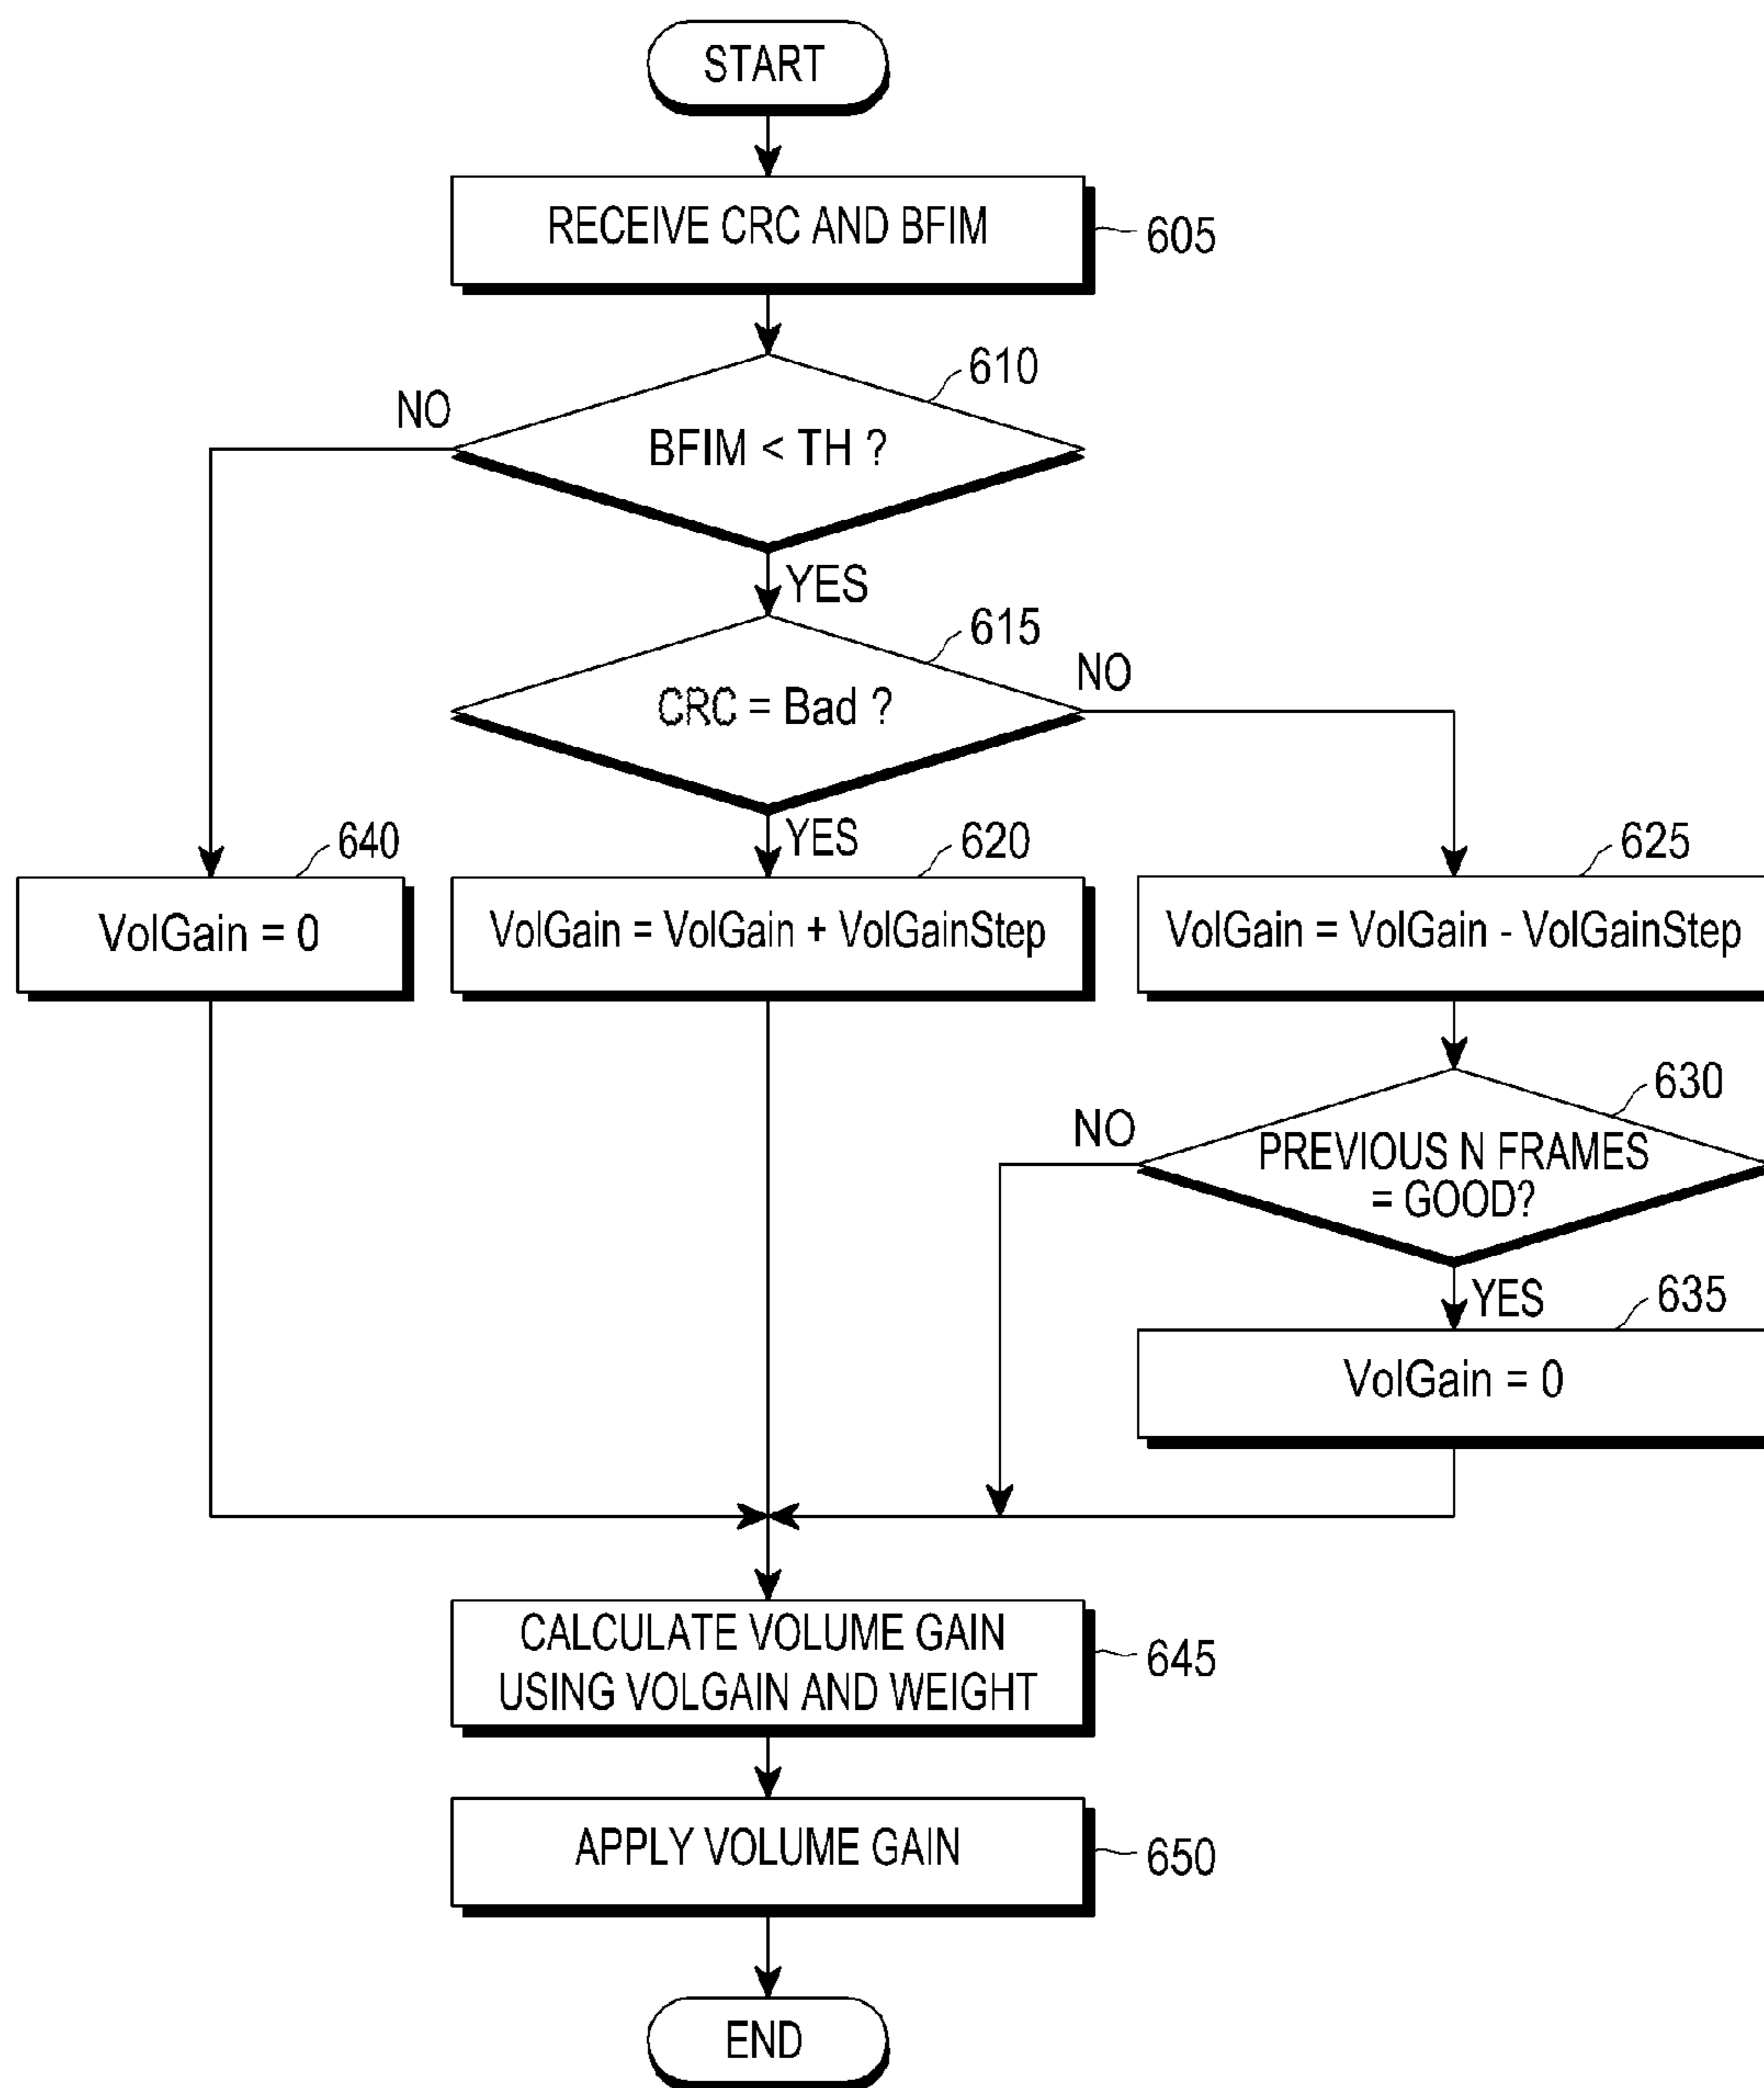 START
RECEIVE CRC AND BFIM
605
610
NO
BFIM < TH ?
YES
615
NO
CRC = Bad ?
YES
640
620
625
VolGain = 0
VolGain = VolGain + VolGainStep
VolGain = VolGain - VolGainStep
630
NO
PREVIOUS N FRAMES
= GOOD?
YES
635
VolGain = 0
CALCULATE VOLUME GAIN
USING VOLGAIN AND WEIGHT
645
APPLY VOLUME GAIN
650
END